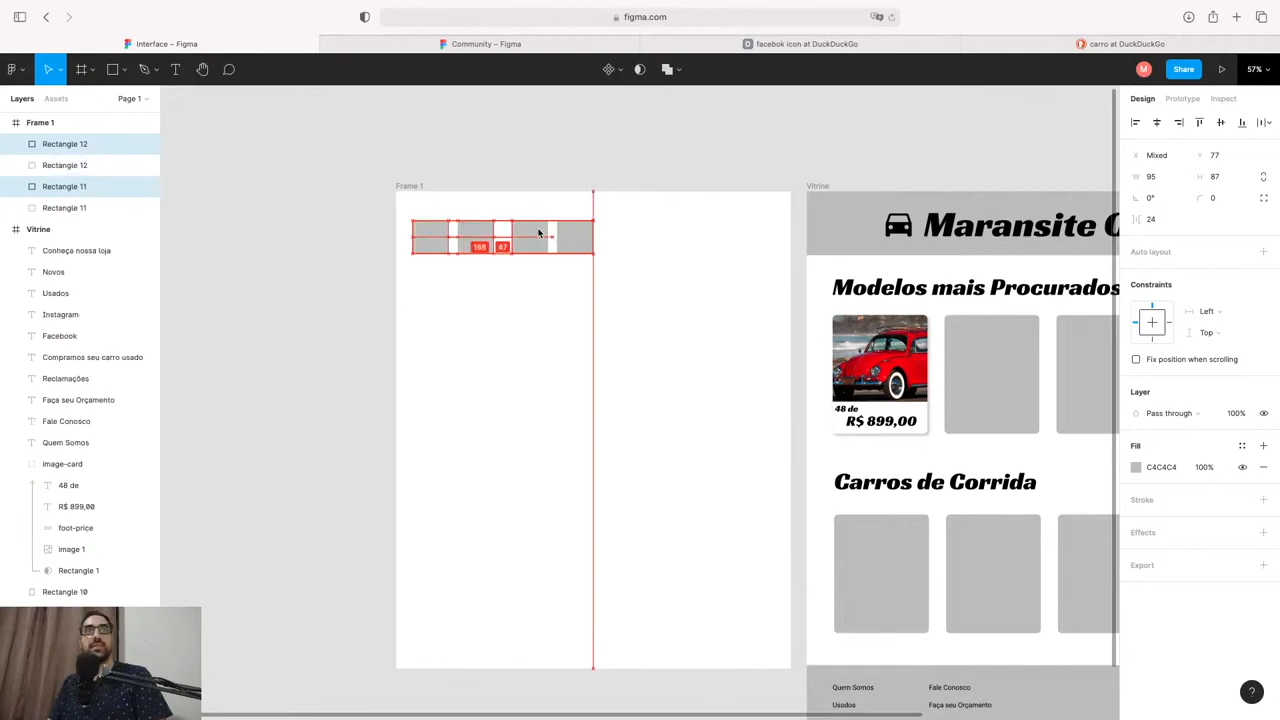 figma.com
Interface – Figma
Community – Figma
facebok icon at DuckDuckGo
carro at DuckDuckGo
M
Share
57%
Layers
Assets
Page 1
Design
Prototype
Inspect
Frame 1
Rectangle 12
Rectangle 12
Rectangle 11
Rectangle 11
Vitrine
Conheça nossa loja
Novos
Usados
Instagram
Facebook
Compramos seu carro usado
Reclamações
Faça seu Orçamento
Fale Conosco
Quem Somos
image-card
48 de
R$ 899,00
foot-price
image 1
Rectangle 1
Rectangle 10
Frame 1
168
47
Vitrine
Maransite
Modelos mais Procurados
48 de
R$ 899,00
Carros de Corrida
Quem Somos
Fale Conosco
Usados
Faça seu Orçamento
X Mixed Y 77
W 95 H 87
0° 0
24
Auto layout
Constraints
Left
Top
Fix position when scrolling
Layer
Pass through 100%
Fill
C4C4C4 100%
Stroke
Effects
Export
?